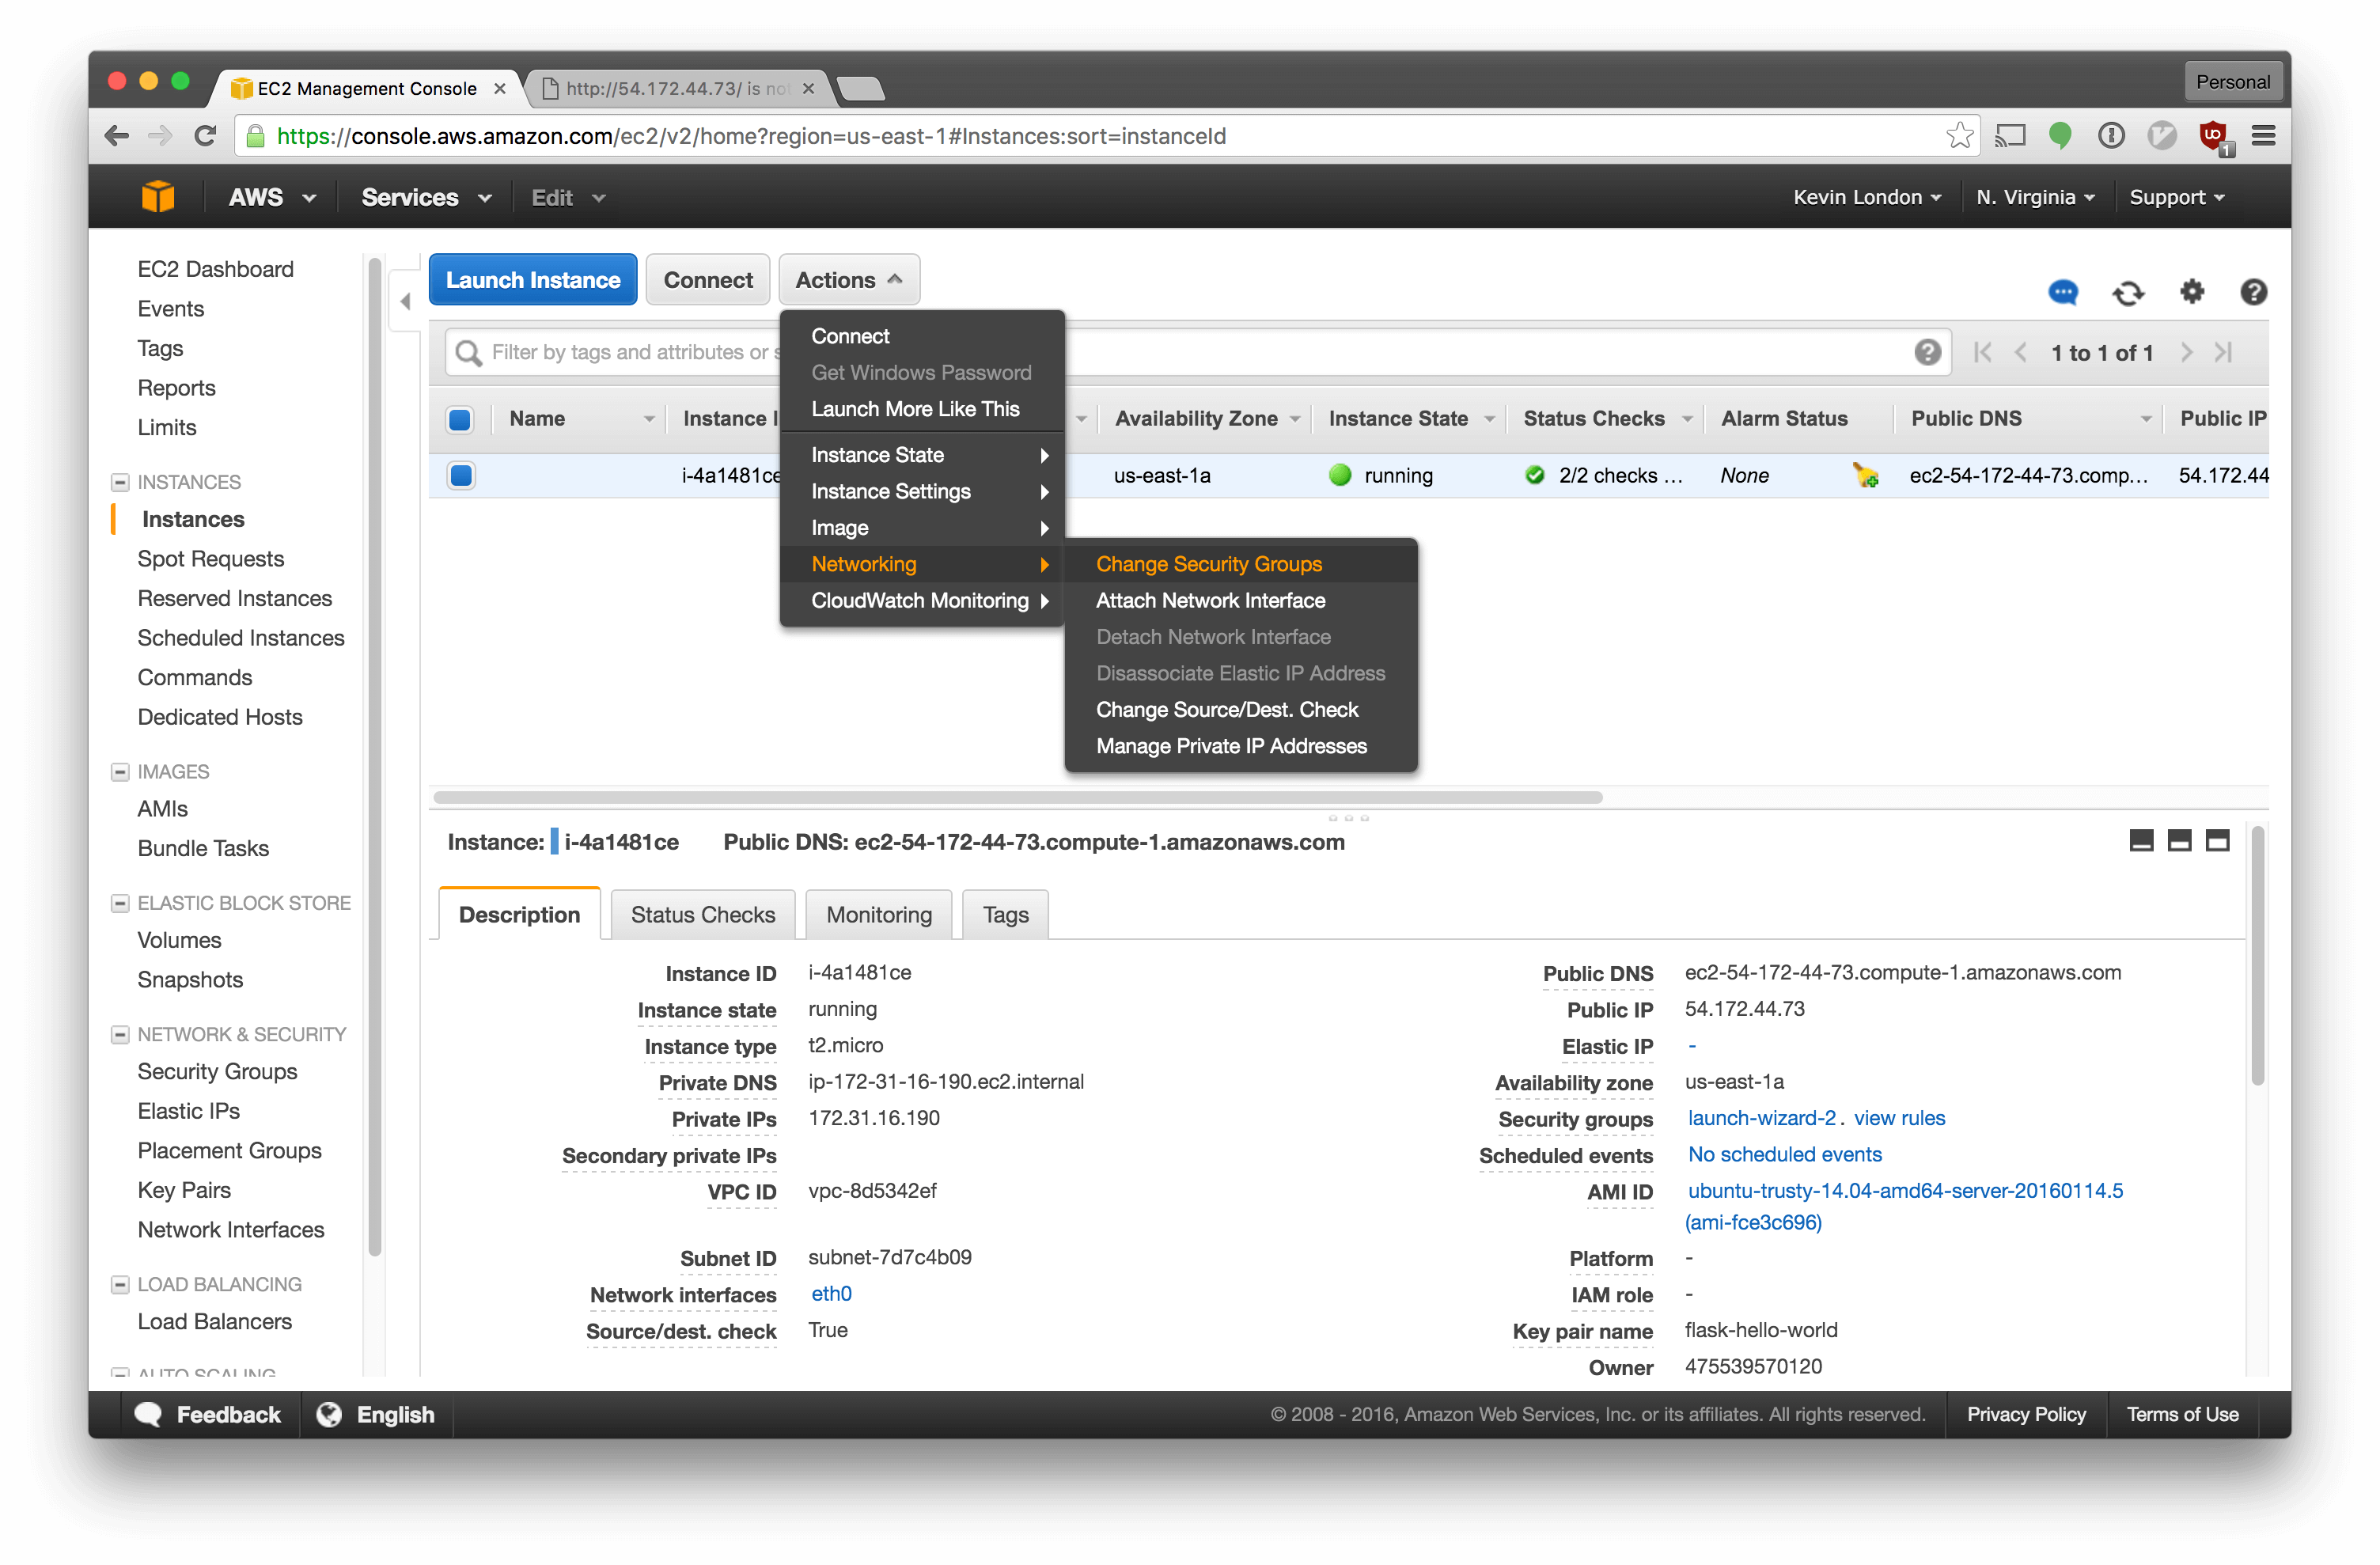 EC2 Management Console
http://54.172.44.73/ is not
Personal
https://console.aws.amazon.com/ec2/v2/home?region=us-east-1#Instances:sort=instanceId
AWS Services Edit Kevin London N. Virginia Support
EC2 Dashboard
Events
Tags
Reports
Limits
INSTANCES
Instances
Spot Requests
Reserved Instances
Scheduled Instances
Commands
Dedicated Hosts
IMAGES
AMIs
Bundle Tasks
ELASTIC BLOCK STORE
Volumes
Snapshots
NETWORK & SECURITY
Security Groups
Elastic IPs
Placement Groups
Key Pairs
Network Interfaces
LOAD BALANCING
Load Balancers
AUTO SCALING
Launch Instance Connect Actions
Filter by tags and attributes or s
1 to 1 of 1
Connect
Get Windows Password
Launch More Like This
Instance State
Instance Settings
Image
Networking
CloudWatch Monitoring
Change Security Groups
Attach Network Interface
Detach Network Interface
Disassociate Elastic IP Address
Change Source/Dest. Check
Manage Private IP Addresses
Name Instance I Availability Zone Instance State Status Checks Alarm Status Public DNS Public IP
i-4a1481ce us-east-1a running 2/2 checks ... None ec2-54-172-44-73.comp... 54.172.44
Instance: i-4a1481ce Public DNS: ec2-54-172-44-73.compute-1.amazonaws.com
Description Status Checks Monitoring Tags
Instance ID i-4a1481ce
Instance state running
Instance type t2.micro
Private DNS ip-172-31-16-190.ec2.internal
Private IPs 172.31.16.190
Secondary private IPs
VPC ID vpc-8d5342ef
Subnet ID subnet-7d7c4b09
Network interfaces eth0
Source/dest. check True
Public DNS ec2-54-172-44-73.compute-1.amazonaws.com
Public IP 54.172.44.73
Elastic IP -
Availability zone us-east-1a
Security groups launch-wizard-2. view rules
Scheduled events No scheduled events
AMI ID ubuntu-trusty-14.04-amd64-server-20160114.5
(ami-fce3c696)
Platform -
IAM role -
Key pair name flask-hello-world
Owner 475539570120
Feedback English © 2008 - 2016, Amazon Web Services, Inc. or its affiliates. All rights reserved. Privacy Policy Terms of Use